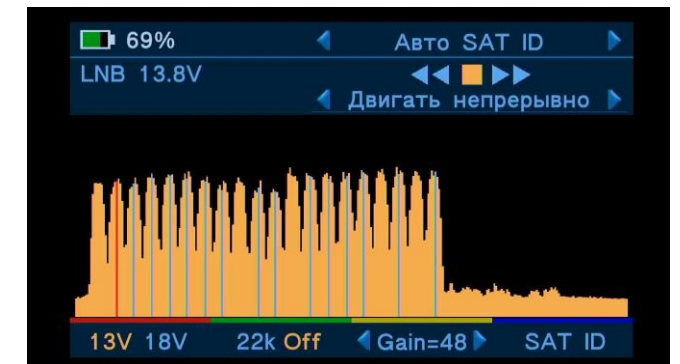 69%
Авто SAT ID
LNB 13.8V
Двигать непрерывно
13V 18V
22k Off
Gain=48
SAT ID